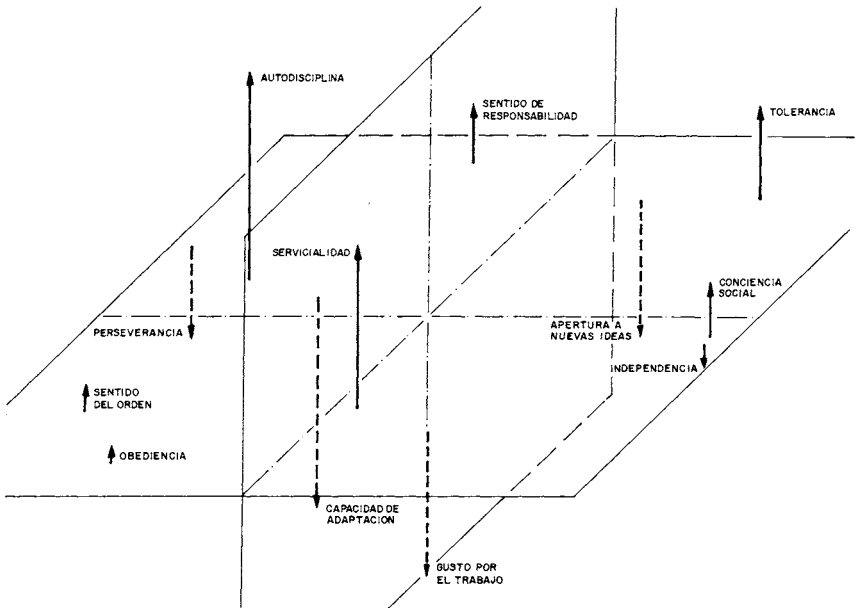 AUTODISCIPLINA
SENTIDO DE
RESPONSABILIDAD
TOLERANCIA
SERVICIALIDAD
CONCIENCIA
SOCIAL
PERSEVERANCIA
APERTURA A
NUEVAS IDEAS
INDEPENDENCIA
SENTIDO
DEL ORDEN
OBEDIENCIA
CAPACIDAD DE
ADAPTACION
GUSTO POR
EL TRABAJO